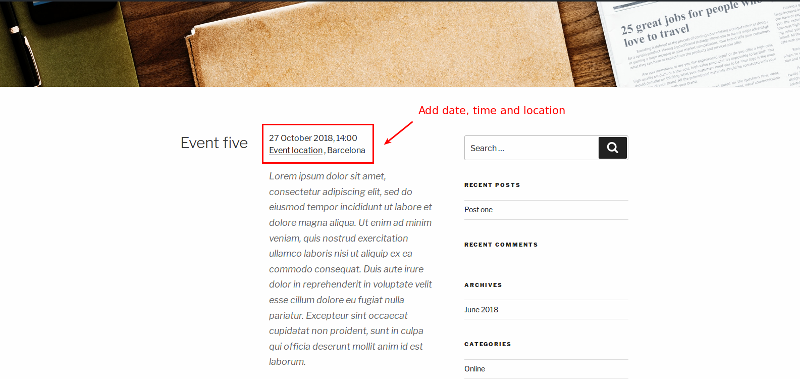 25 great jobs for people who
love to travel
Add date, time and location
Event five
27 October 2018, 14:00
Event location , Barcelona
Lorem ipsum dolor sit amet,
consectetur adipiscing elit, sed do
eiusmod tempor incididunt ut labore et
dolore magna aliqua. Ut enim ad minim
veniam, quis nostrud exercitation
ullamco laboris nisi ut aliquip ex ea
commodo consequat. Duis aute irure
dolor in reprehenderit in voluptate velit
esse cillum dolore eu fugiat nulla
pariatur. Excepteur sint occaecat
cupidatat non proident, sunt in culpa
qui officia deserunt mollit anim id est
laborum.
Search ...
RECENT POSTS
Post one
RECENT COMMENTS
ARCHIVES
June 2018
CATEGORIES
Online